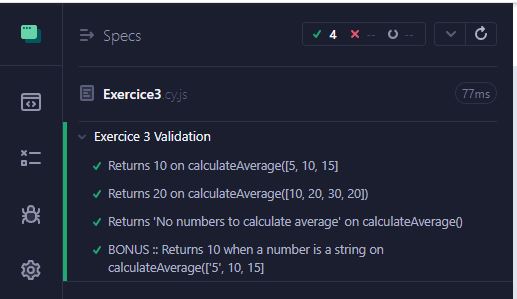 Specs
4 -- --
Exercice3.cy.js
77ms
Exercice 3 Validation
Returns 10 on calculateAverage([5, 10, 15]
Returns 20 on calculateAverage([10, 20, 30, 20])
Returns 'No numbers to calculate average' on calculateAverage()
BONUS :: Returns 10 when a number is a string on
calculateAverage(['5', 10, 15]